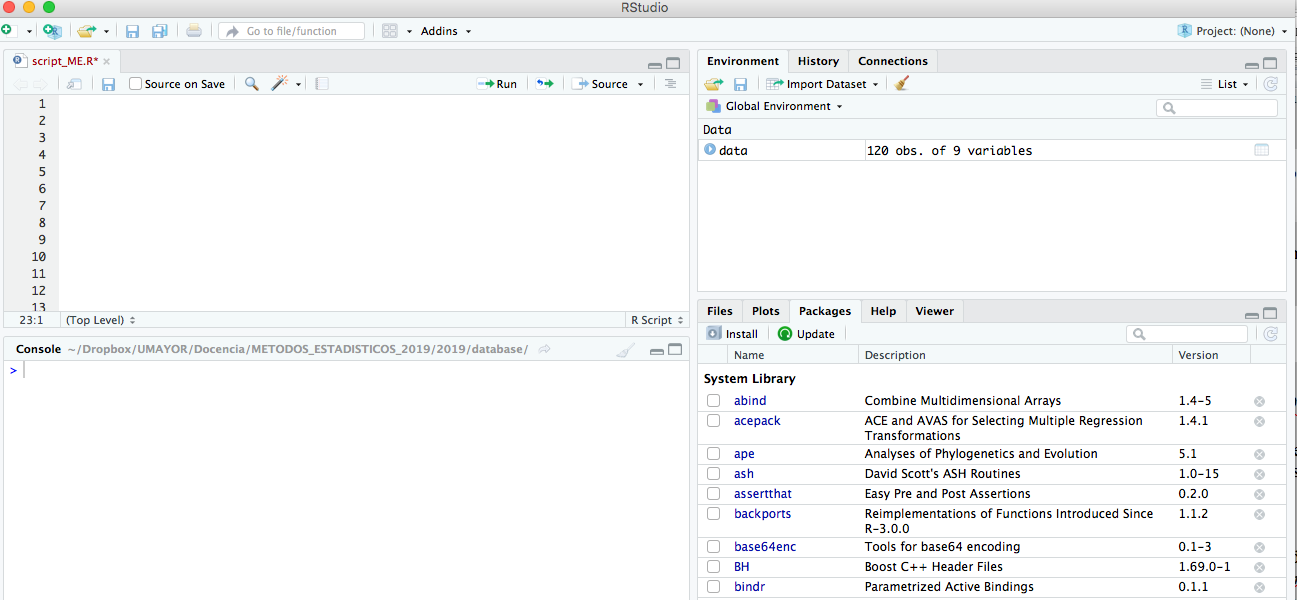 RStudio
Go to file/function
Addins
Project: (None)
script_ME.R*
Source on Save
Run
Source
1
2
3
4
5
6
7
8
9
10
11
12
13
23:1 (Top Level) R Script
Console ~/Dropbox/UMAYOR/Docencia/METODOS_ESTADISTICOS_2019/2019/database/
>
Environment History Connections
Import Dataset List
Global Environment
Data
data 120 obs. of 9 variables
Files Plots Packages Help Viewer
Install Update
Name Description Version
System Library
abind Combine Multidimensional Arrays 1.4-5
acepack ACE and AVAS for Selecting Multiple Regression 1.4.1
Transformations
ape Analyses of Phylogenetics and Evolution 5.1
ash David Scott's ASH Routines 1.0-15
assertthat Easy Pre and Post Assertions 0.2.0
backports Reimplementations of Functions Introduced Since 1.1.2
R-3.0.0
base64enc Tools for base64 encoding 0.1-3
BH Boost C++ Header Files 1.69.0-1
bindr Parametrized Active Bindings 0.1.1